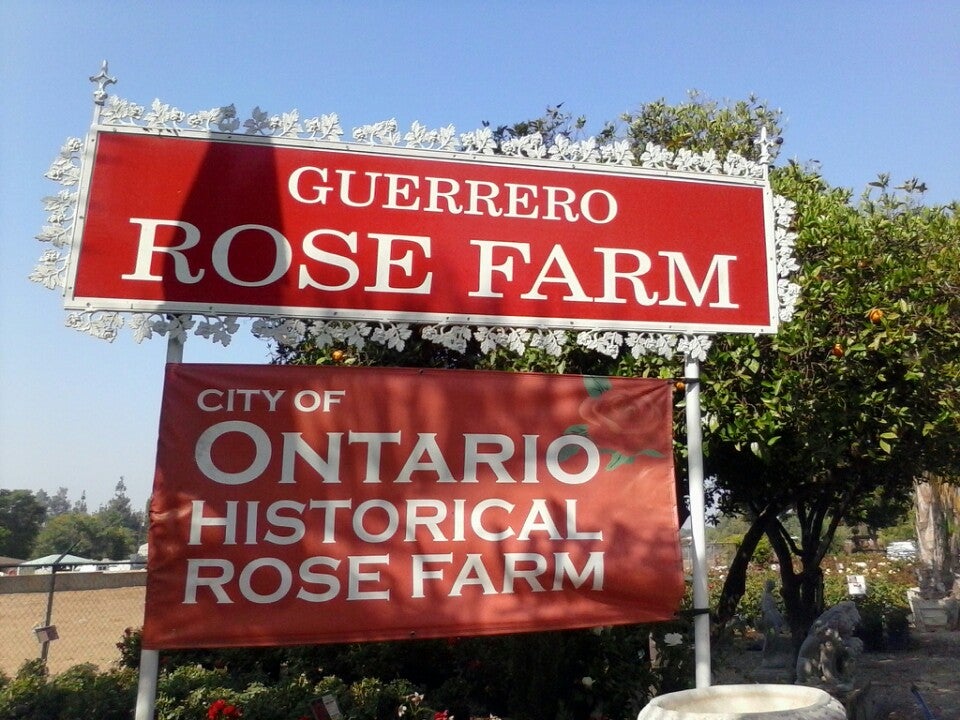 GUERRERO
ROSE FARM
CITY OF
ONTARIO
HISTORICAL
ROSE FARM